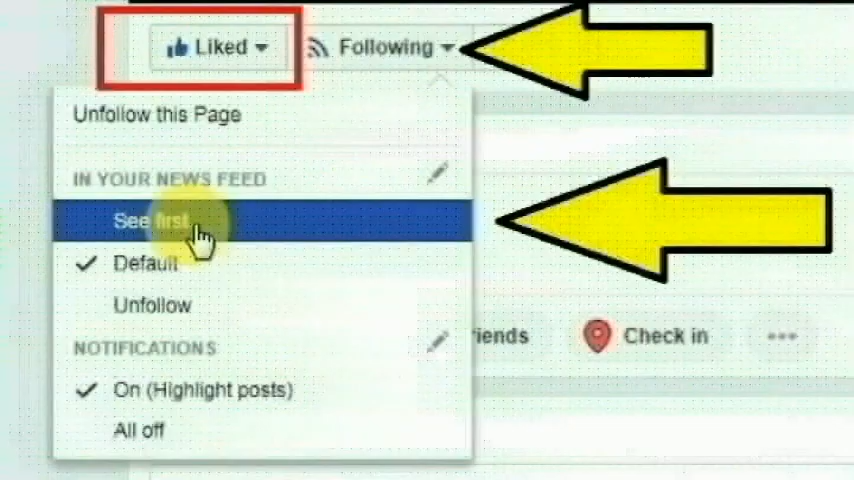 Liked
Following
Unfollow this Page
IN YOUR NEWS FEED
See first
Default
Unfollow
NOTIFICATIONS
riends
Check in
On (Highlight posts)
All off